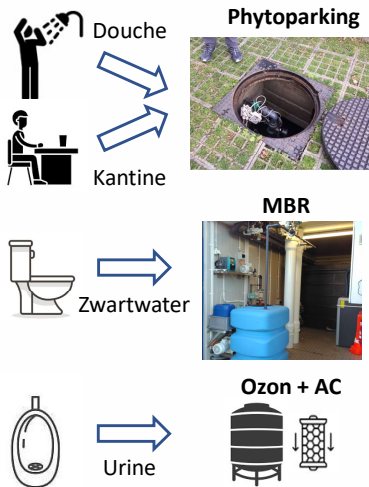 Douche
Phytoparking
Kantine
MBR
Zwartwater
Ozon + AC
Urine